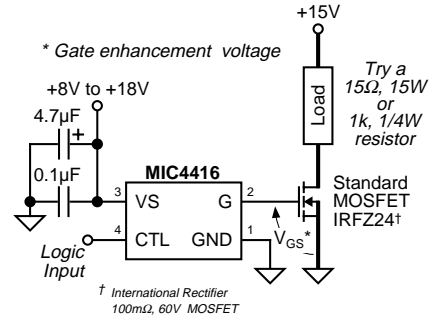 +15V
* Gate enhancement voltage
+8V to +18V
Try a
15Ω, 15W
or
1k, 1/4W
resistor
Load
4.7µF
+
0.1µF
MIC4416
3
VS
G
2
4
CTL
GND
1
Logic
Input
VGS*
Standard
MOSFET
IRFZ24†
† International Rectifier
100mΩ, 60V MOSFET